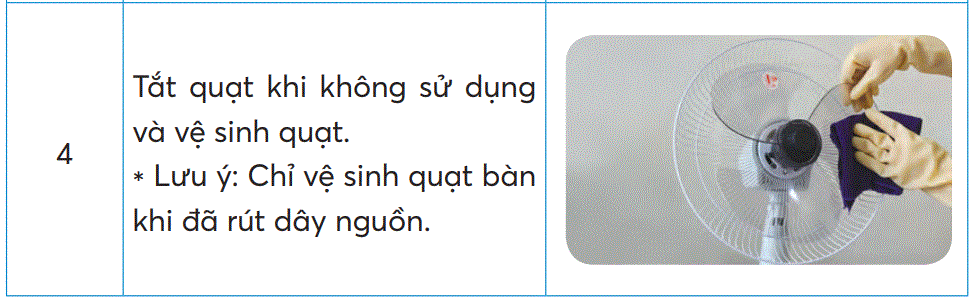 4
Tắt quạt khi không sử dụng
và vệ sinh quạt.
* Lưu ý: Chỉ vệ sinh quạt bàn
khi đã rút dây nguồn.